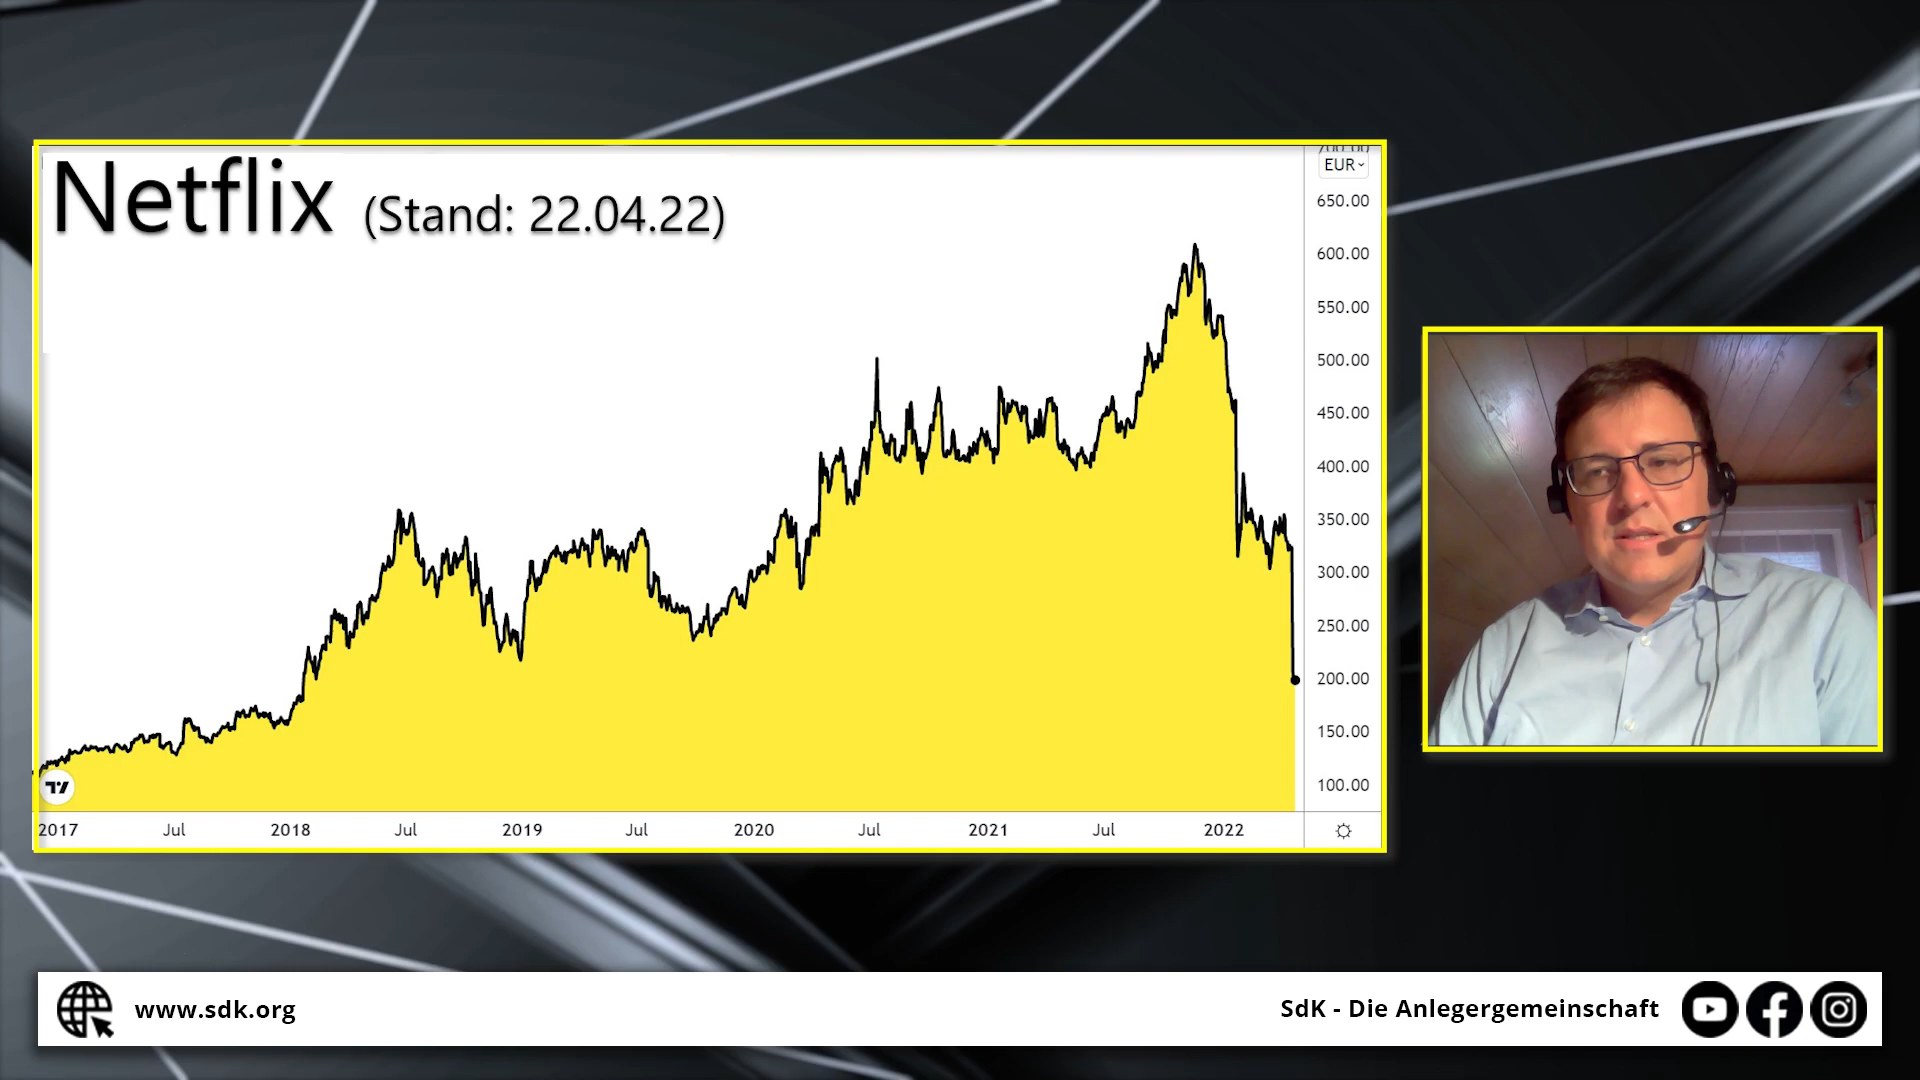 Netflix (Stand: 22.04.22)
EUR
650.00
600.00
550.00
500.00
450.00
400.00
350.00
300.00
250.00
200.00
150.00
100.00
2017 Jul 2018 Jul 2019 Jul 2020 Jul 2021 Jul 2022
www.sdk.org
SdK - Die Anlegergemeinschaft